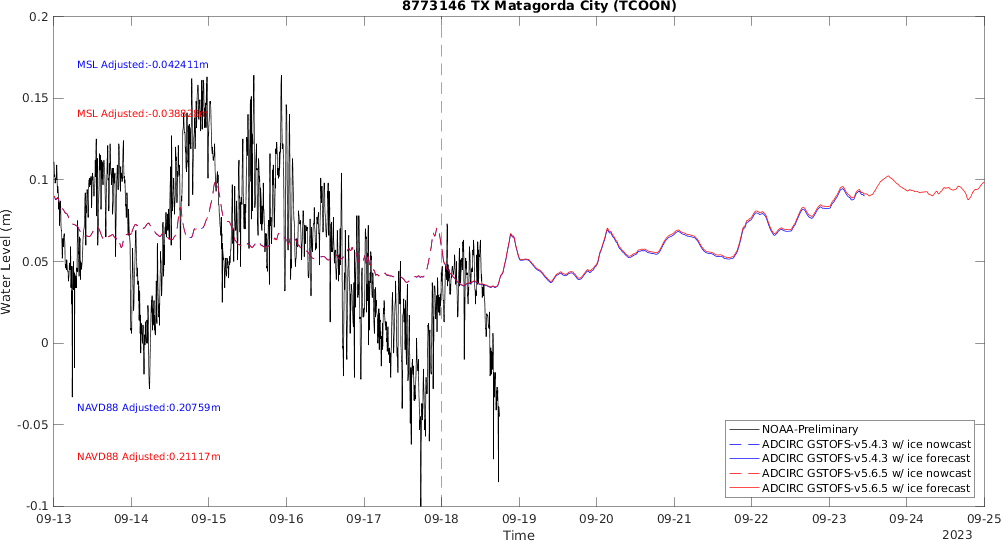 8773146 TX Matagorda City (TCOON)
0.2
0.15
0.1
0.05
0
-0.05
-0.1
Water Level (m)
MSL Adjusted:-0.042411m
MSL Adjusted:
NAVD88 Adjusted:0.20759m
NAVD88 Adjusted:0.21117m
NOAA-Preliminary
ADCIRC GSTOFS-v5.4.3 w/ ice nowcast
ADCIRC GSTOFS-v5.4.3 w/ ice forecast
ADCIRC GSTOFS-v5.6.5 w/ ice nowcast
ADCIRC GSTOFS-v5.6.5 w/ ice forecast
09-13 09-14 09-15 09-16 09-17 09-18 09-19 09-20 09-21 09-22 09-23 09-24 09-25
Time
2023